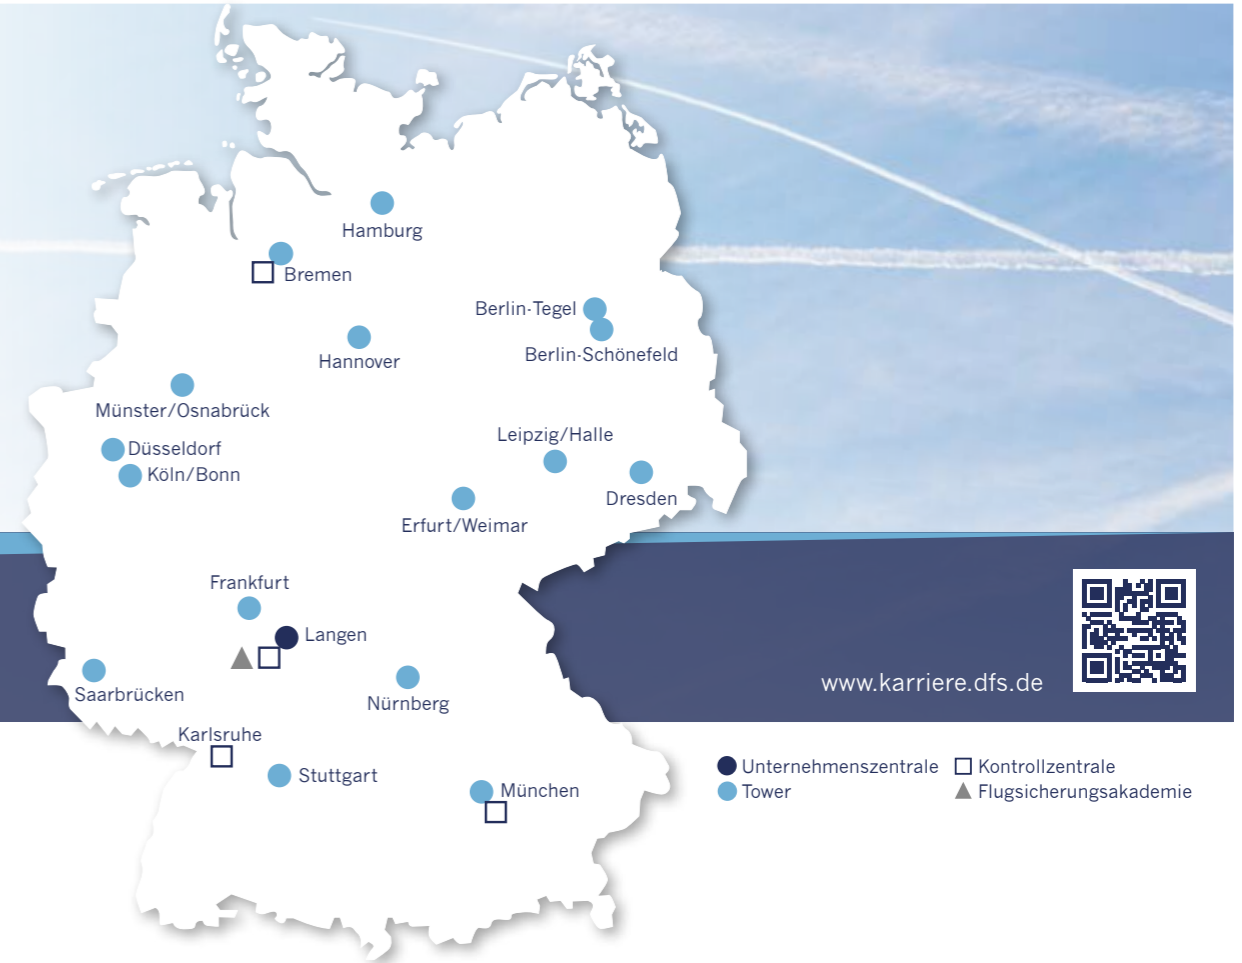 Hamburg
Bremen
Berlin-Tegel
Berlin-Schönefeld
Hannover
Münster/Osnabrück
Düsseldorf
Köln/Bonn
Leipzig/Halle
Dresden
Erfurt/Weimar
Frankfurt
Langen
Saarbrücken
Nürnberg
Karlsruhe
Stuttgart
München
www.karriere.dfs.de
Unternehmenszentrale
Kontrollzentrale
Tower
Flugsicherungsakademie